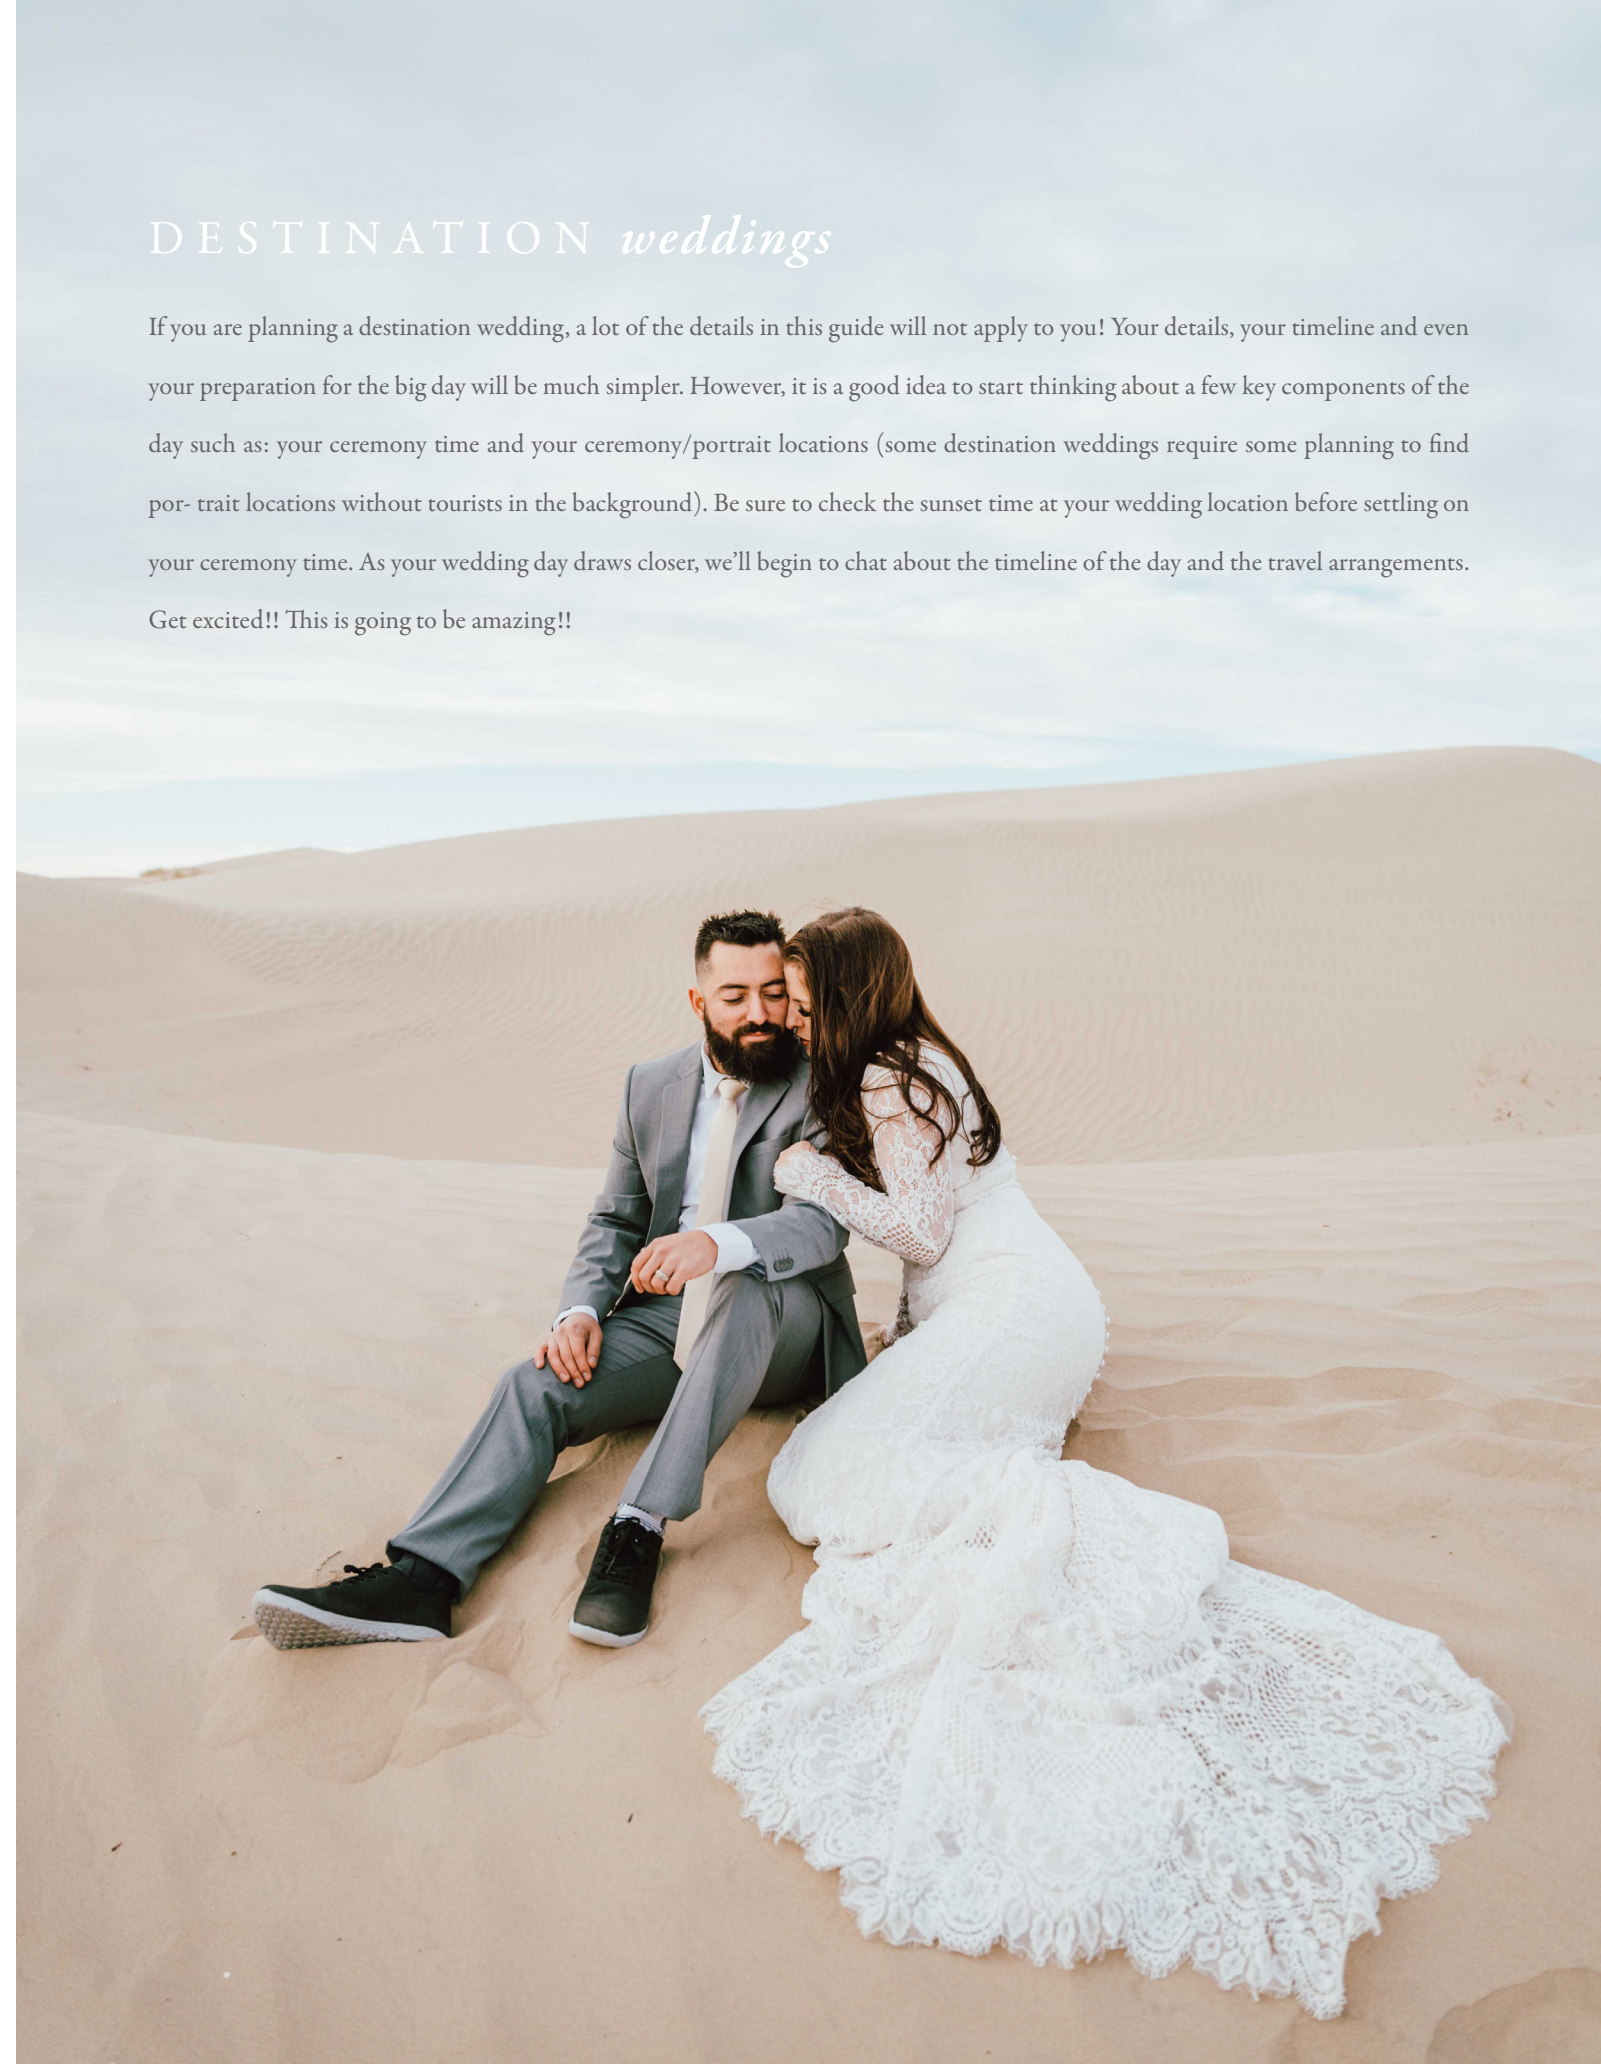 DESTINATION weddings
If you are planning a destination wedding, a lot of the details in this guide will not apply to you! Your details, your timeline and even
your preparation for the big day will be much simpler. However, it is a good idea to start thinking about a few key components of the
day such as: your ceremony time and your ceremony/portrait locations (some destination weddings require some planning to find
por- trait locations without tourists in the background). Be sure to check the sunset time at your wedding location before settling on
your ceremony time. As your wedding day draws closer, we’ll begin to chat about the timeline of the day and the travel arrangements.
Get excited!! This is going to be amazing!!